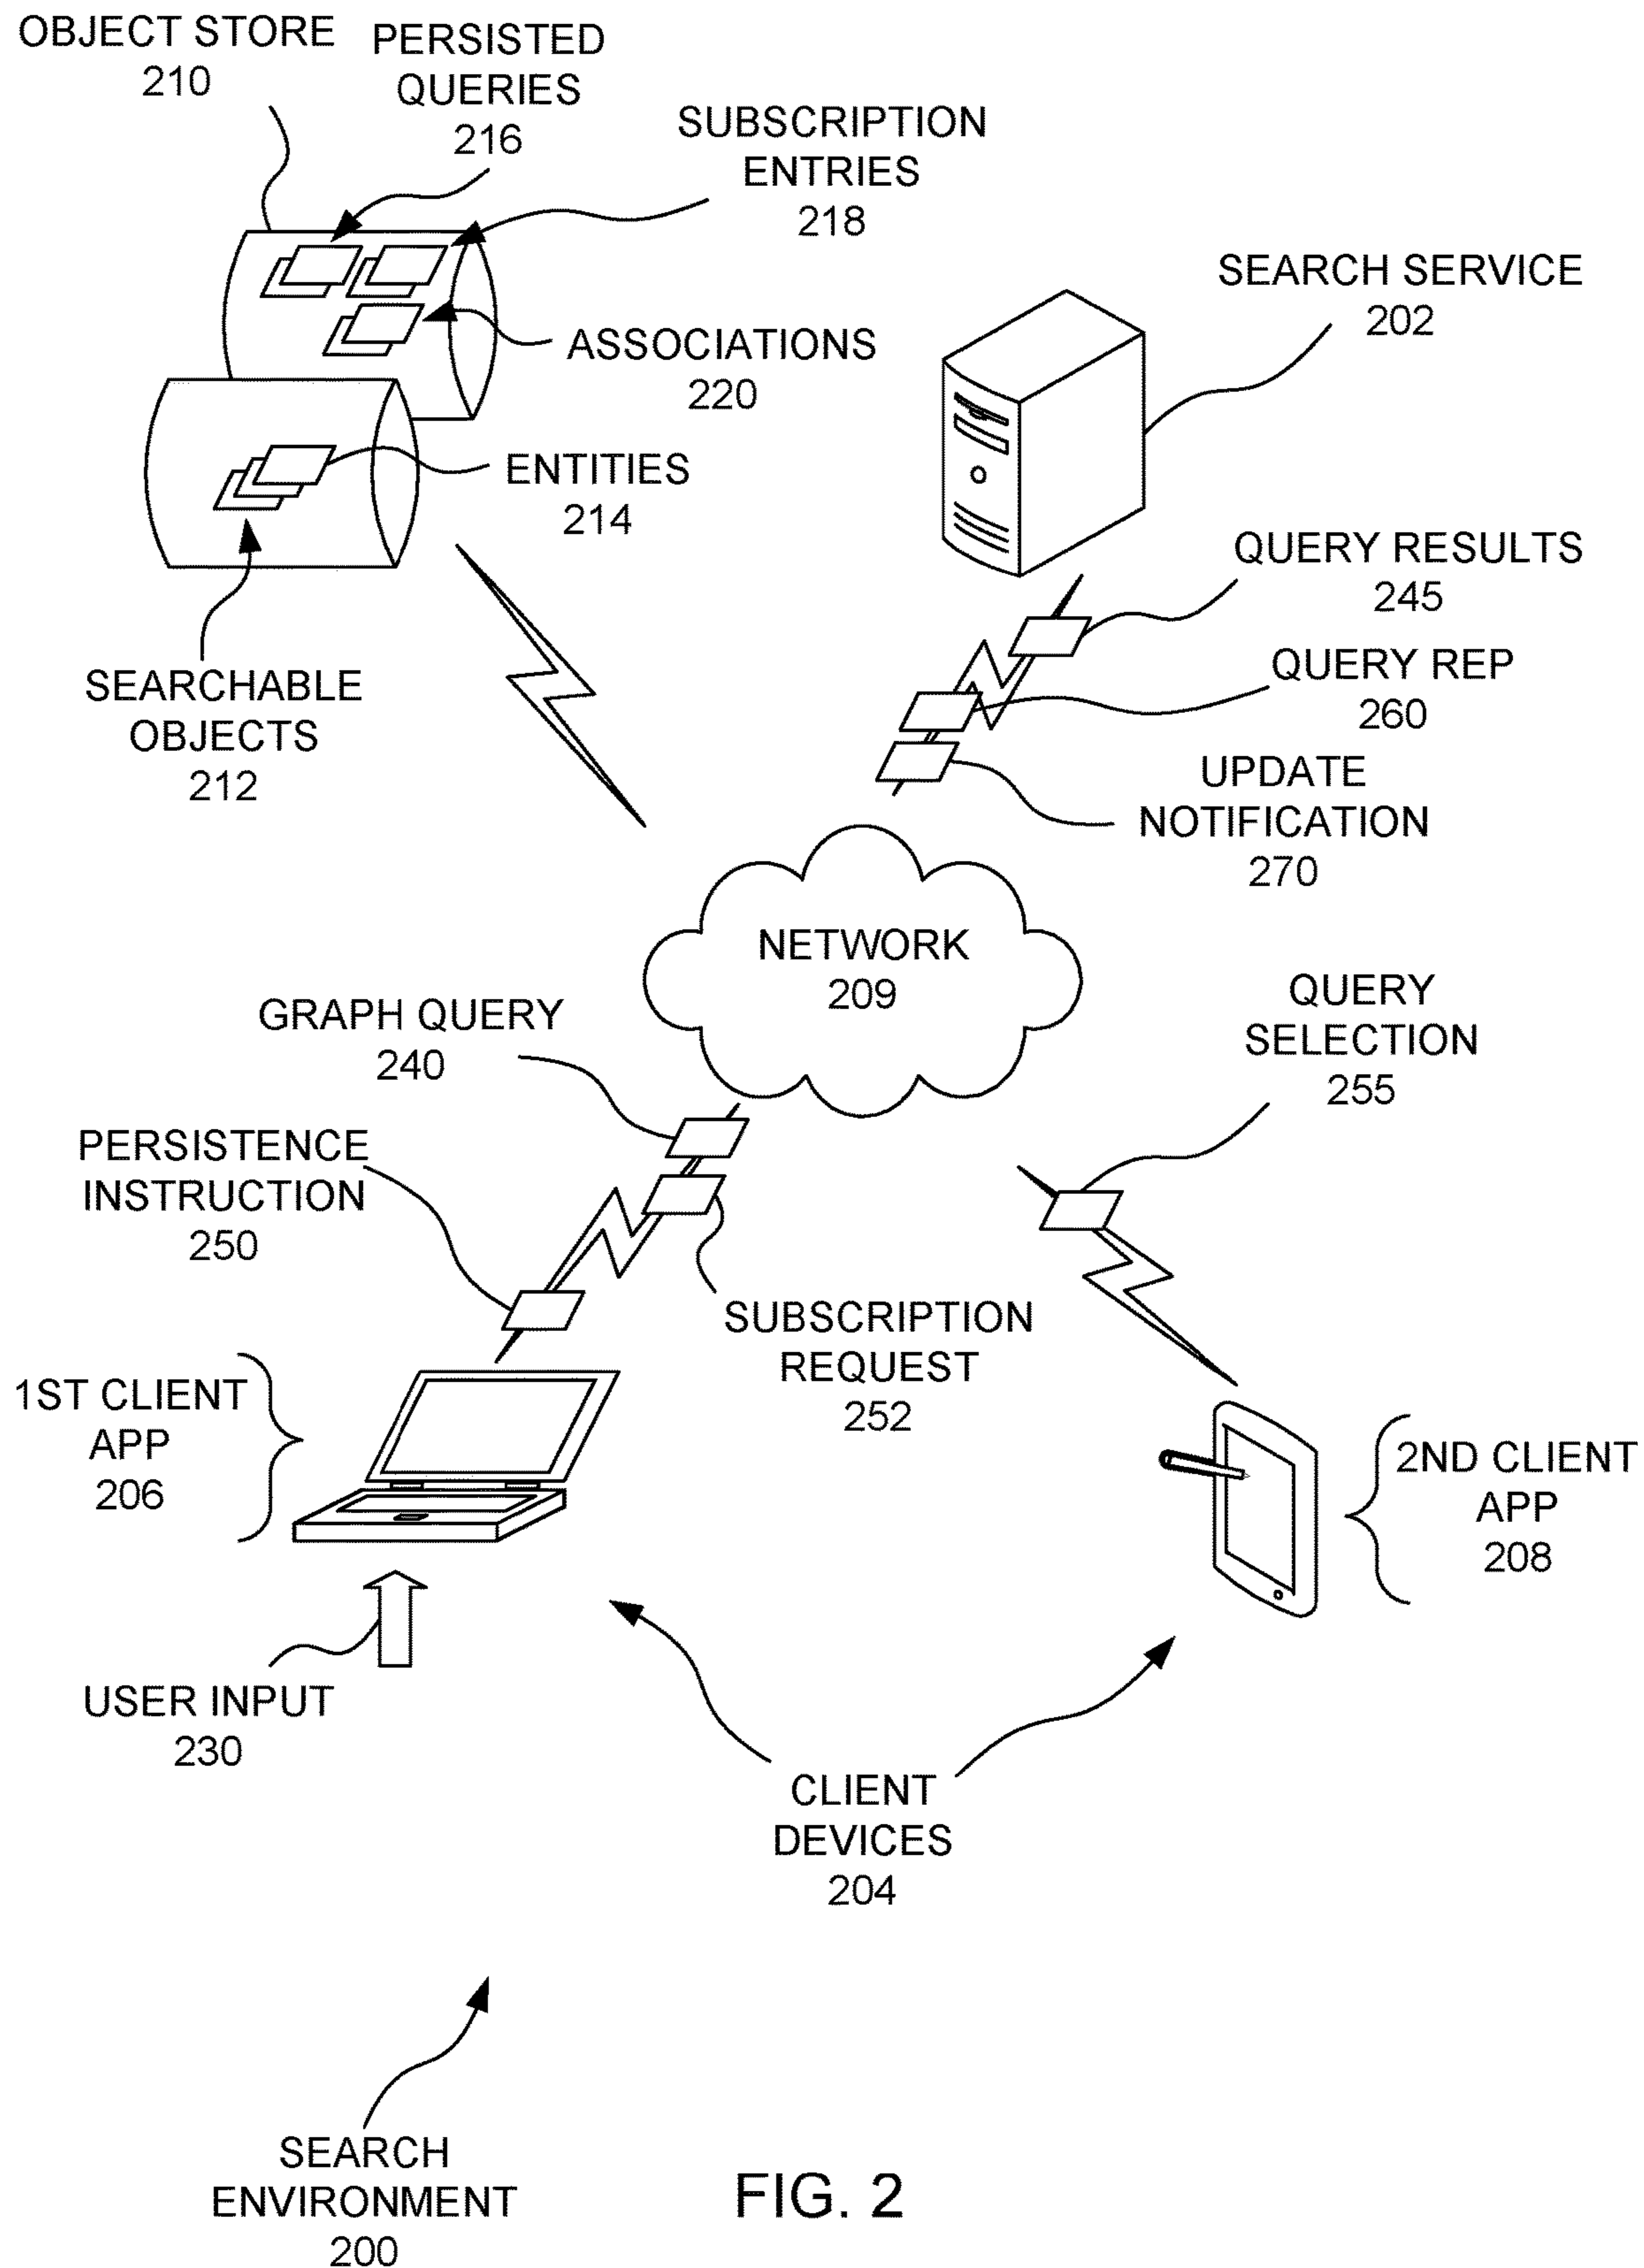 OBJECT STORE
210
PERSISTED
QUERIES
216
SUBSCRIPTION
ENTRIES
218
SEARCH SERVICE
202
ASSOCIATIONS
220
ENTITIES
214
QUERY RESULTS
245
QUERY REP
260
SEARCHABLE
OBJECTS
212
UPDATE
NOTIFICATION
270
NETWORK
209
GRAPH QUERY
240
QUERY
SELECTION
255
PERSISTENCE
INSTRUCTION
250
SUBSCRIPTION
REQUEST
252
1ST CLIENT
APP
206
2ND CLIENT
APP
208
USER INPUT
230
CLIENT
DEVICES
204
SEARCH
ENVIRONMENT
200
FIG. 2